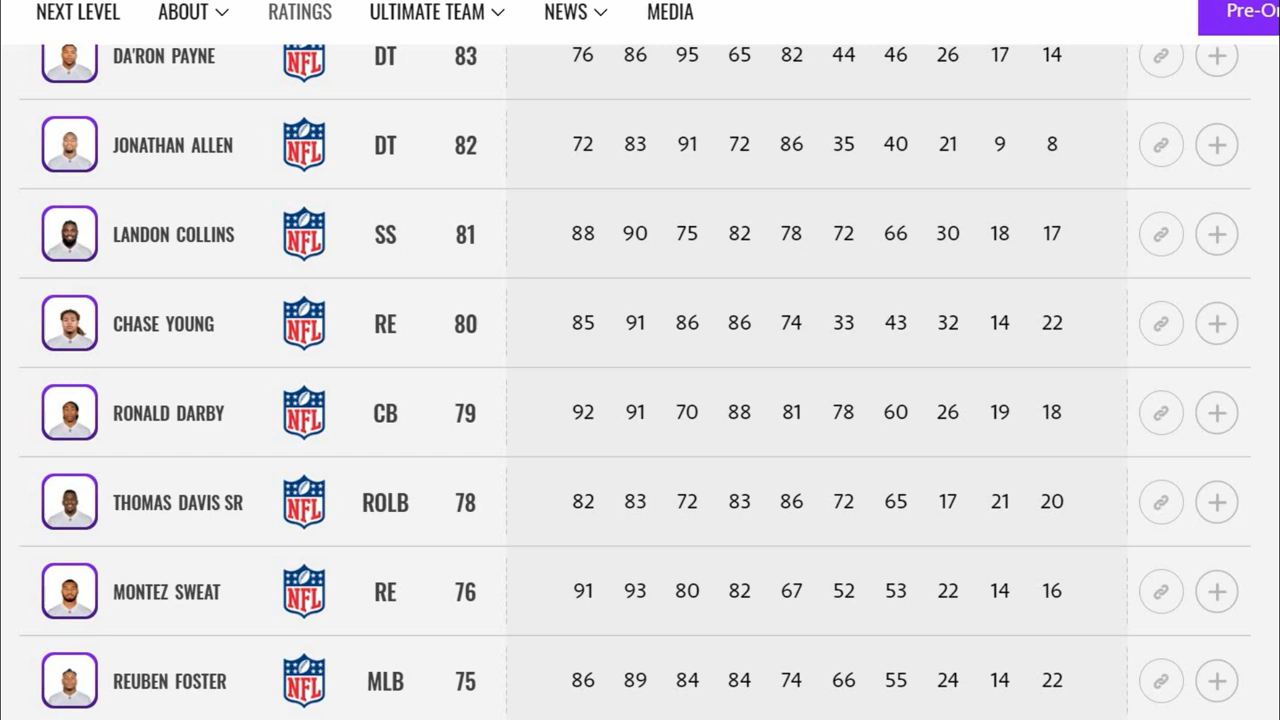 NEXT LEVEL ABOUT RATINGS ULTIMATE TEAM NEWS MEDIA Pre-Or
DA'RON PAYNE NFL DT 83 76 86 95 65 82 44 46 26 17 14
JONATHAN ALLEN NFL DT 82 72 83 91 72 86 35 40 21 9 8
LANDON COLLINS NFL SS 81 88 90 75 82 78 72 66 30 18 17
CHASE YOUNG NFL RE 80 85 91 86 86 74 33 43 32 14 22
RONALD DARBY NFL CB 79 92 91 70 88 81 78 60 26 19 18
THOMAS DAVIS SR NFL ROLB 78 82 83 72 83 86 72 65 17 21 20
MONTEZ SWEAT NFL RE 76 91 93 80 82 67 52 53 22 14 16
REUBEN FOSTER NFL MLB 75 86 89 84 84 74 66 55 24 14 22